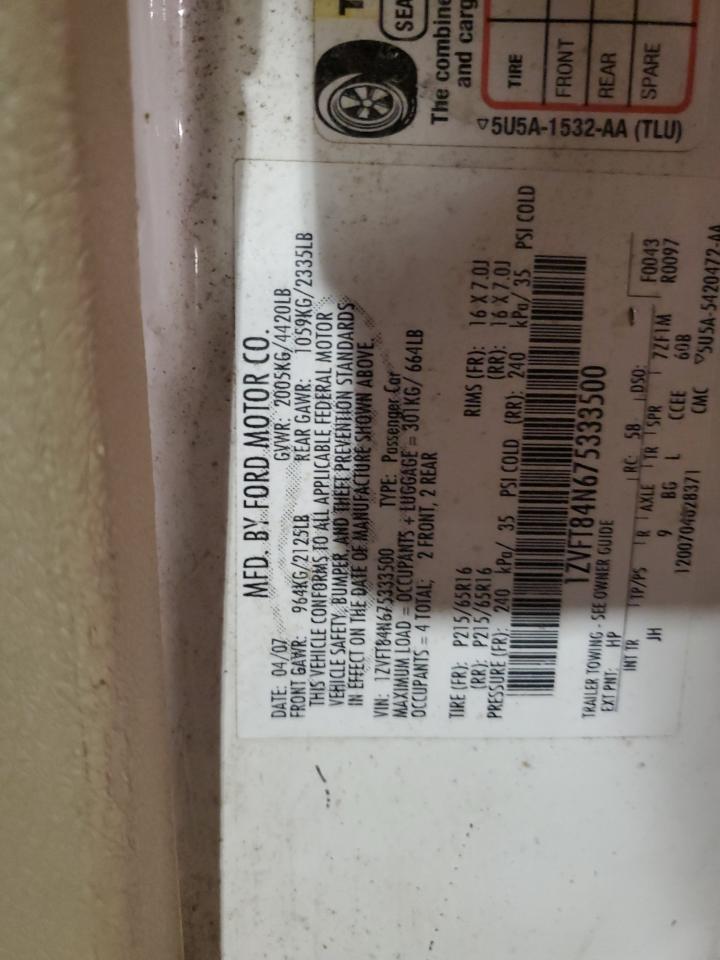 T
SEA
The combine
and carg
TIRE
FRONT
REAR
SPARE
5U5A-1532-AA (TLU)
MFD. BY FORD MOTOR CO.
DATE: 04/07 GVWR: 2005KG/4420LB
FRONT GAWR: 964KG/2125LB REAR GAWR: 1059KG/2335LB
THIS VEHICLE CONFORMS TO ALL APPLICABLE FEDERAL MOTOR
VEHICLE SAFETY, BUMPER, AND THEFT PREVENTION STANDARDS
IN EFFECT ON THE DATE OF MANUFACTURE SHOWN ABOVE.
VIN: 1ZVFT84N675333500 TYPE: Passenger Car
MAXIMUM LOAD = OCCUPANTS + LUGGAGE = 301KG/ 664LB
OCCUPANTS = 4 TOTAL; 2 FRONT, 2 REAR
TIRE (FR): P215/65R16 RIMS (FR): 16 X 7.0J
(RR): P215/65R16 (RR): 16 X 7.0J
PRESSURE (FR): 240 kPa/ 35 PSI COLD (RR): 240 kPa/ 35 PSI COLD
1ZVFT84N675333500
TRAILER TOWING - SEE OWNER GUIDE
EXT PNT: HP RC: 58 DSO: F0043
INT TR TP/PS R AXLE TR SPR 7ZF1M R0097
JH 9 BG L CCEE 60B
CMC 5U5A-5420472-AA